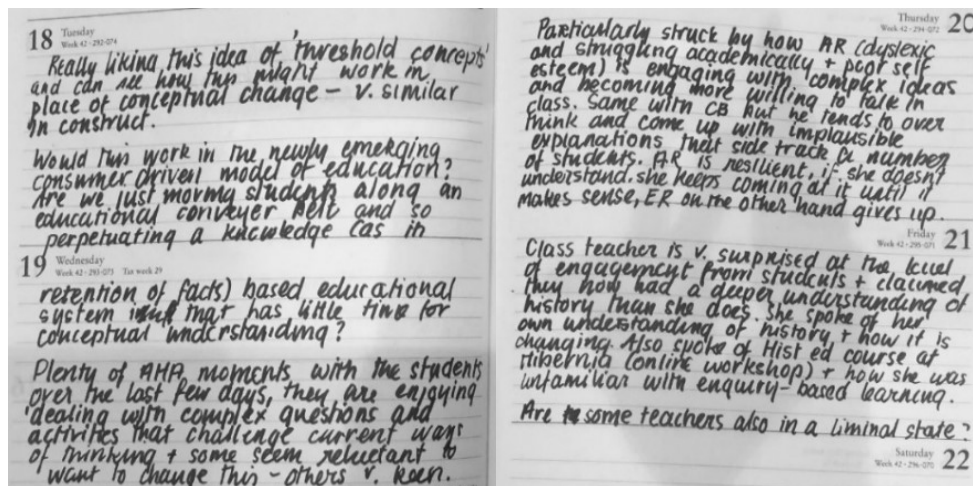 18 Tuesday
Week 42 · 292-074
Really liking this idea of 'threshold concepts'
and can see how this might work in
place of conceptual change – v. similar
in construct.
Would this work in the newly emerging
consumer driven model of education?
Are we just moving students along an
educational conveyer belt and so
perpetuating a knowledge (as in
19 Wednesday
Week 42 · 293-073 Tax week 29
retention of facts) based educational
system that has little time for
conceptual understanding?
Plenty of AHA moments with the students
over the last few days, they are enjoying
dealing with complex questions and
activities that challenge current ways
of thinking + some seem reluctant to
want to change this – others v. keen.
Thursday 20
Week 42 · 294-072
Particularly struck by how AR (dyslexic
and struggling academically + poor self
esteem) is engaging with complex ideas
and becoming more willing to talk in
class. Same with CB but he tends to over
think and come up with implausible
explanations that side track a number
of students. AR is resilient, if she doesn't
understand. she keeps coming at it until it
makes sense, ER on the other hand gives up.
Friday 21
Week 42 · 295-071
Class teacher is v. surprised at the level
of engagement from students + claimed
they now had a deeper understanding of
history than she does. She spoke of her
own understanding of history + how it is
changing. Also spoke of Hist ed course at
Hibernia (online workshop) + how she was
unfamiliar with enquiry-based learning.
Are some teachers also in a liminal state?
Saturday 22
Week 42 · 296-070